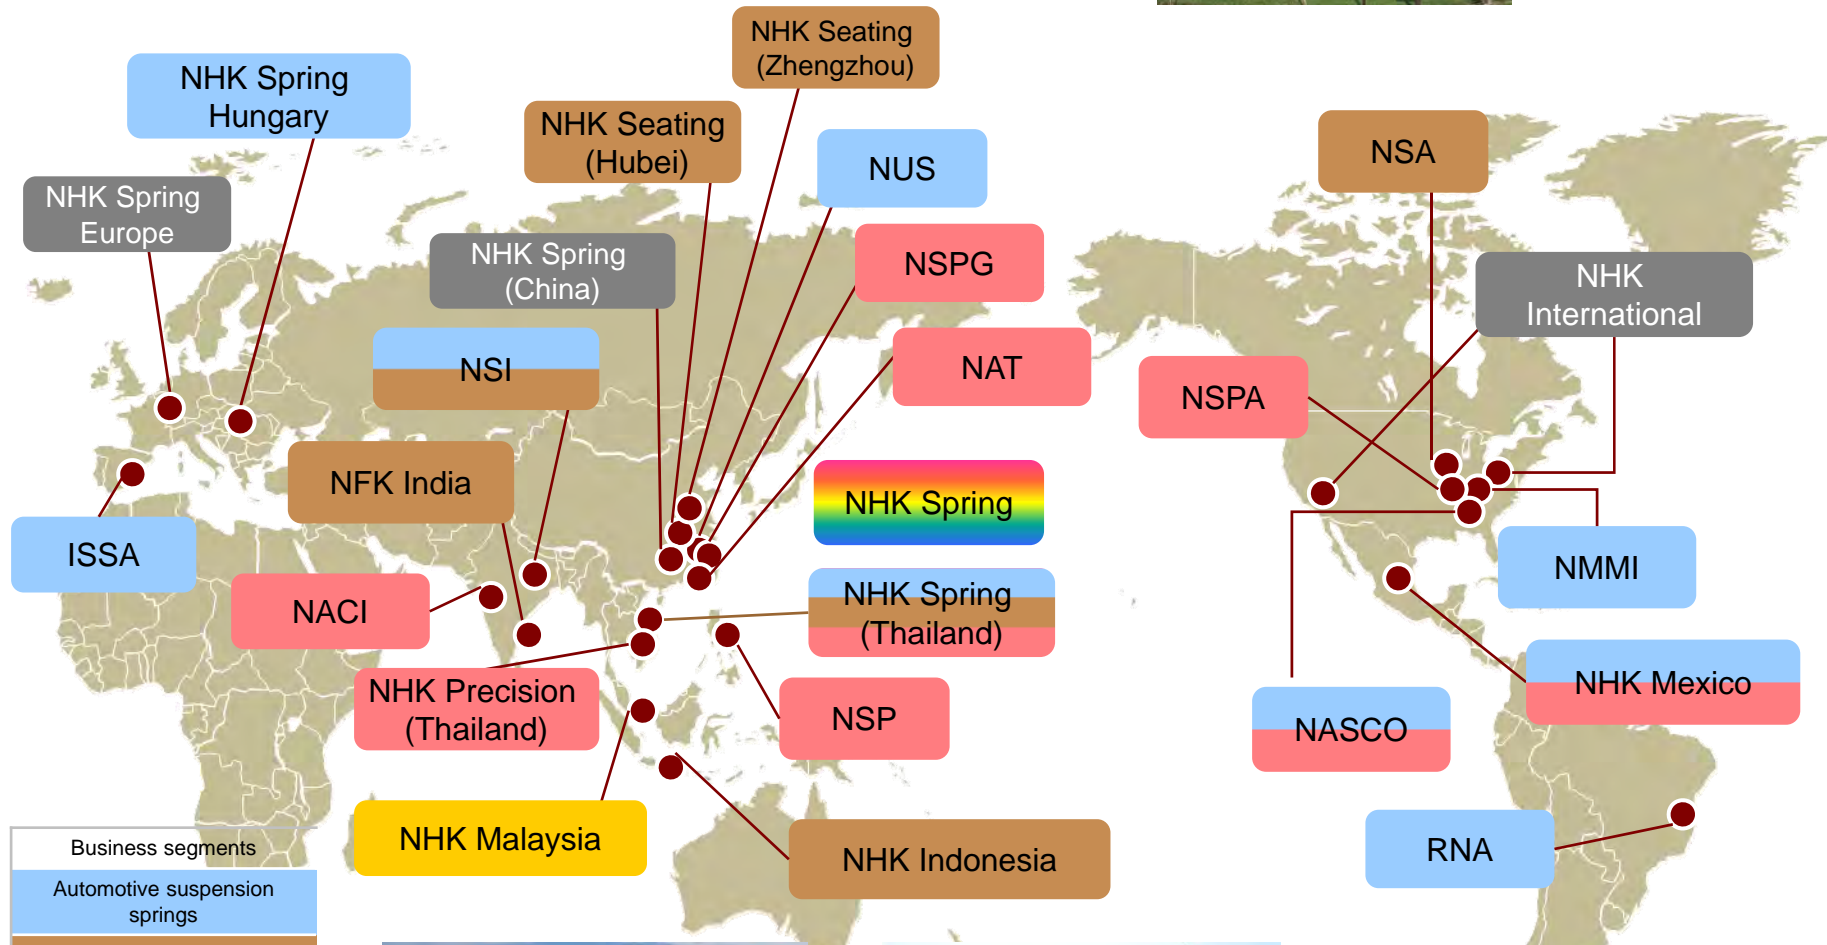 NHK Seating
(Zhengzhou)
NHK Spring
Hungary
NHK Seating
(Hubei)
NUS
NSA
NHK Spring
Europe
NHK Spring
(China)
NSPG
NHK
International
NSI
NAT
NSPA
NFK India
NHK Spring
ISSA
NACI
NHK Spring
(Thailand)
NMMI
NHK Precision
(Thailand)
NSP
NASCO
NHK Mexico
NHK Malaysia
NHK Indonesia
RNA
Business segments
Automotive suspension
springs